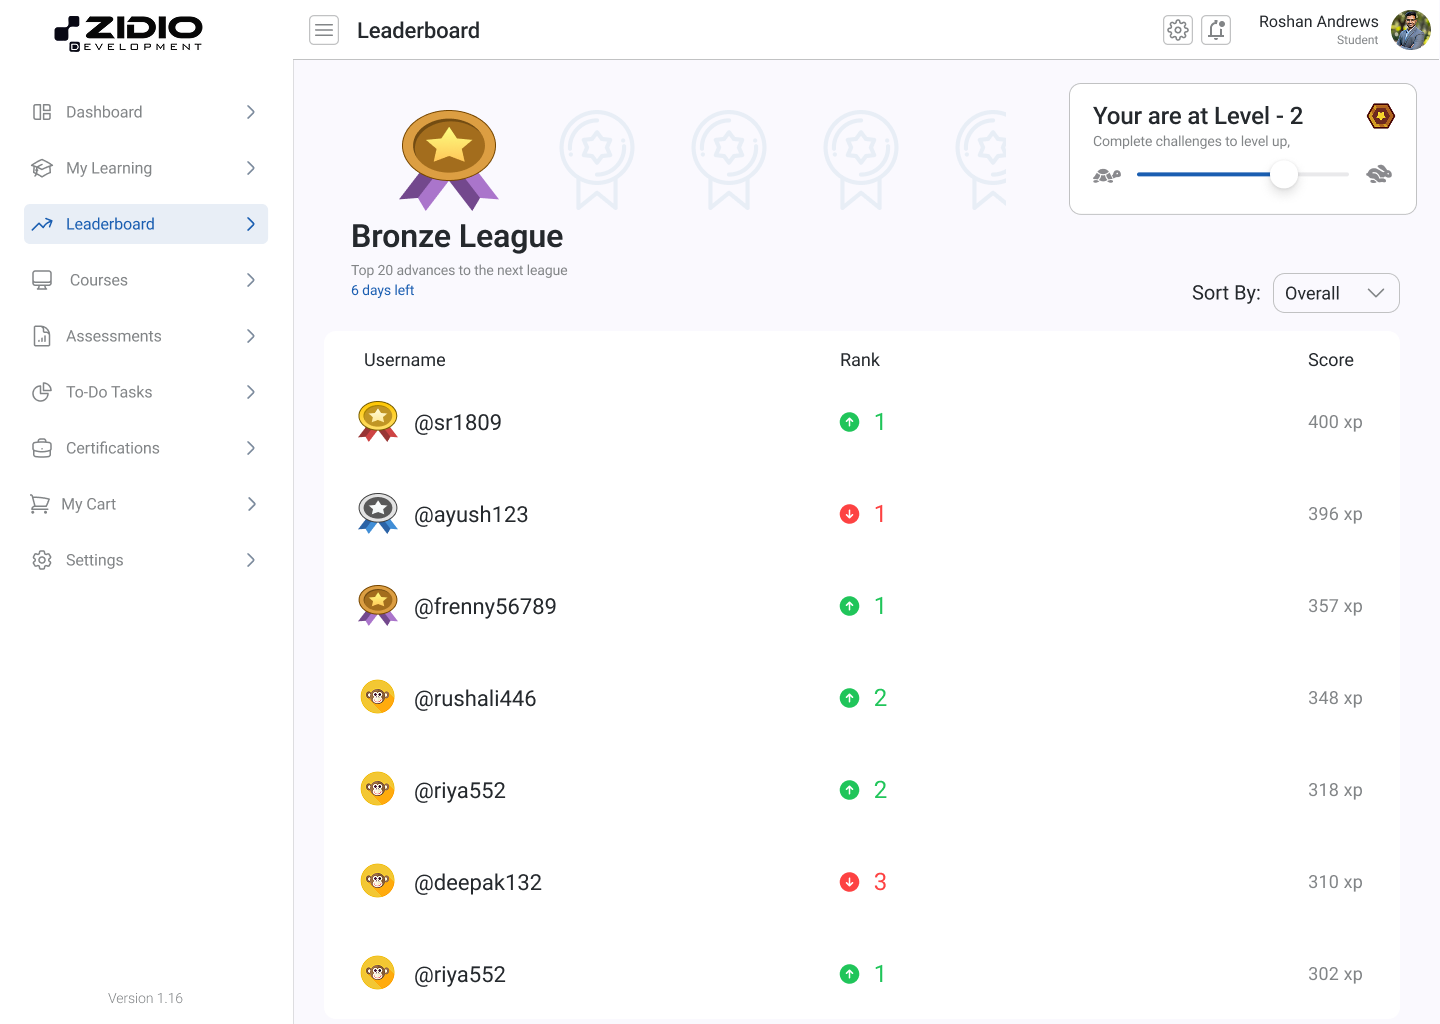 ZIDIO
DEVELOPMENT
Dashboard
My Learning
Leaderboard
Courses
Assessments
To-Do Tasks
Certifications
My Cart
Settings
Version 1.16
Leaderboard
Roshan Andrews
Student
Your are at Level - 2
Complete challenges to level up,
Bronze League
Top 20 advances to the next league
6 days left
Sort By: Overall
Username Rank Score
@sr1809 1 400 xp
@ayush123 1 396 xp
@frenny56789 1 357 xp
@rushali446 2 348 xp
@riya552 2 318 xp
@deepak132 3 310 xp
@riya552 1 302 xp